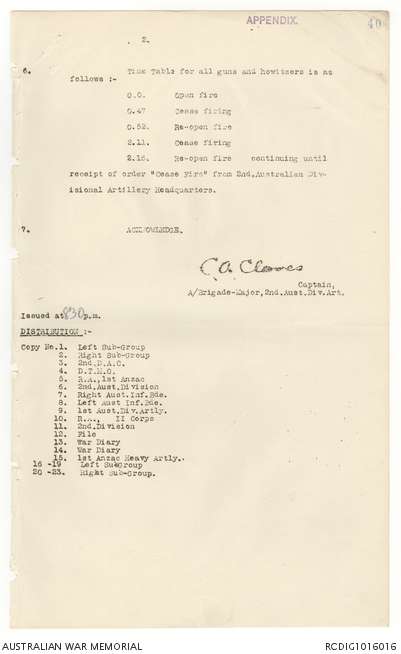 APPENDIX.
40
2.
6. Time Table for all guns and howitzers is as
follows :-
0.0. Open fire
0.47 Cease firing
0.52. Re-open fire
2.11. Cease firing
2.16. Re-open fire continuing until
receipt of order "Cease Fire" from 2nd.Australian Div-
isional Artillery Headquarters.
7. ACKNOWLEDGE.
Captain,
A/Brigade-Major,2nd.Aust.Div.Art.
Issued at 830 p.m.
DISTRIBUTION :-
Copy No.1. Left Sub-Group
2. Right Sub-Group
3. 2nd.D.A.C.
4. D.T.M.O.
5. R.A.,1st Anzac
6. 2nd.Aust.Division
7. Right Aust.Inf.Bde.
8. Left Aust Inf.Bde.
9. 1st Aust.Div.Artly.
10. R.A., II Corps
11. 2nd.Division
12. File
13. War Diary
14. War Diary
15. 1st Anzac Heavy Artly.
16 -19 Left SubGroup
20 -23. Right Sub-Group.
AUSTRALIAN WAR MEMORIAL
RCDIG1016016